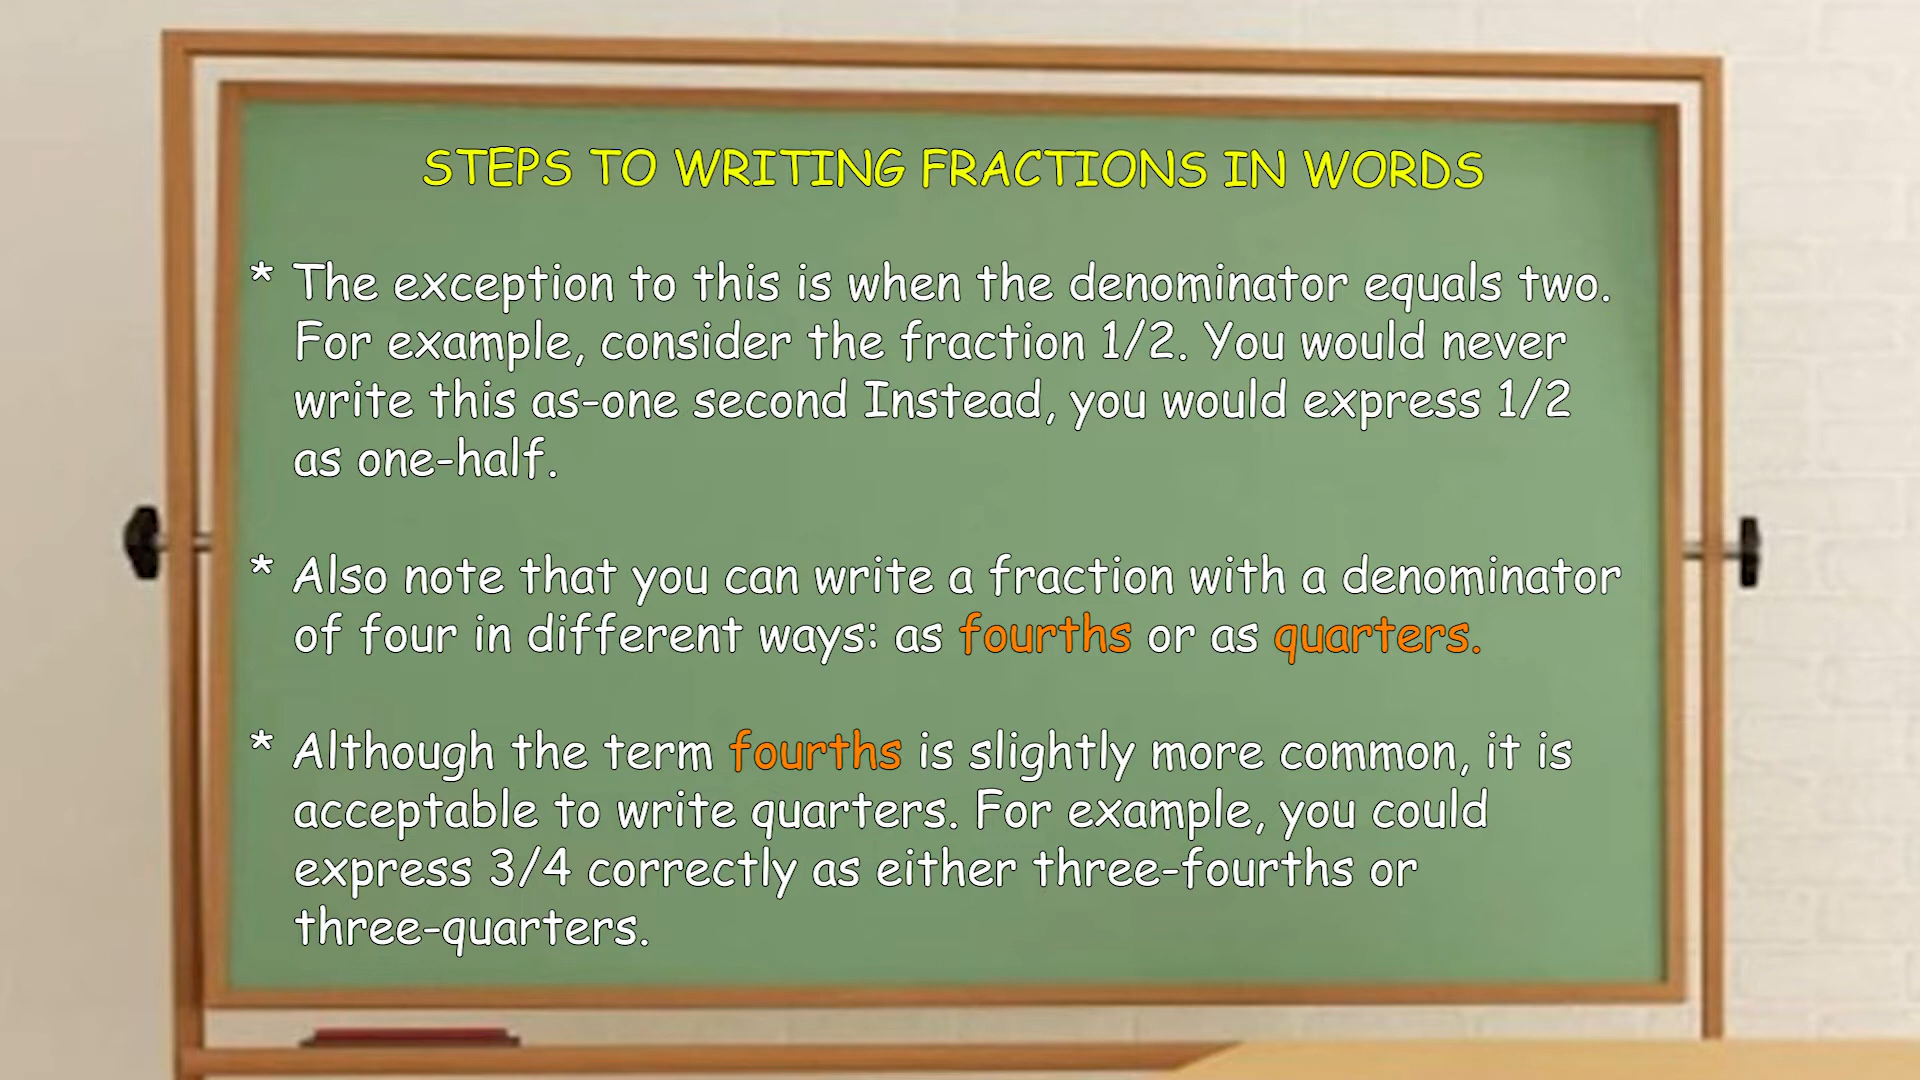 STEPS TO WRITING FRACTIONS IN WORDS
* The exception to this is when the denominator equals two.
For example, consider the fraction 1/2. You would never
write this as-one second Instead, you would express 1/2
as one-half.
* Also note that you can write a fraction with a denominator
of four in different ways: as fourths or as quarters.
* Although the term fourths is slightly more common, it is
acceptable to write quarters. For example, you could
express 3/4 correctly as either three-fourths or
three-quarters.